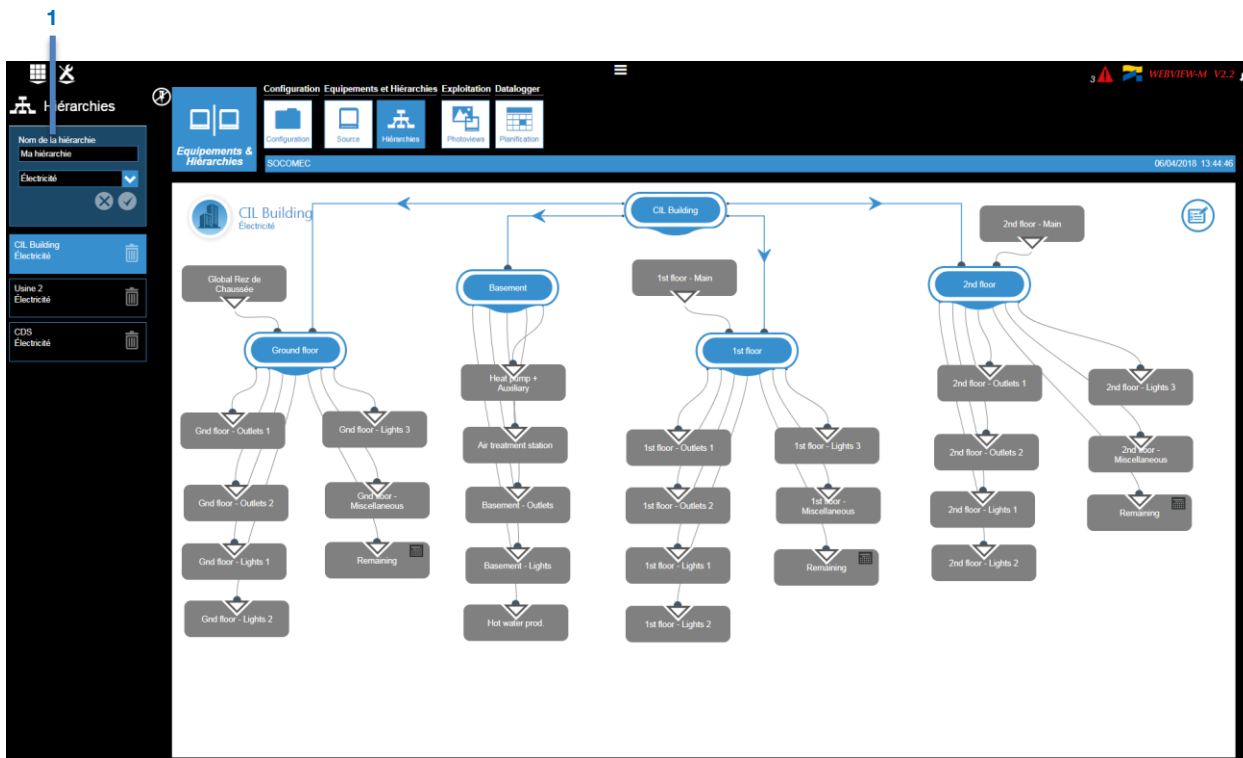 1
3
WEBVIEW-M V2.2
Hiérarchies
Configuration
Equipements et Hiérarchies
Exploitation
Datalogger
Nom de la hiérarchie
Ma hiérarchie
Électricité
Configuration
Source
Hiérarchies
Photoviews
Planification
Equipements &
Hiérarchies
SOCOMEC
06/04/2018 13:44:46
CIL Building
Électricité
Usine 2
Électricité
CDS
Électricité
CIL Building
Électricité
CIL Building
Global Rez de
Chaussée
Ground floor
Gnd floor - Outlets 1
Gnd floor - Lights 3
Gnd floor - Outlets 2
Gnd floor -
Miscellaneous
Gnd floor - Lights 1
Remaining
Gnd floor - Lights 2
Basement
Heat pump +
Auxiliary
Air treatment station
Basement - Outlets
Basement - Lights
Hot water prod.
1st floor - Main
1st floor
1st floor - Outlets 1
1st floor - Lights 3
1st floor - Outlets 2
1st floor -
Miscellaneous
1st floor - Lights 1
Remaining
1st floor - Lights 2
2nd floor - Main
2nd floor
2nd floor - Outlets 1
2nd floor - Lights 3
2nd floor - Outlets 2
2nd floor -
Miscellaneous
2nd floor - Lights 1
Remaining
2nd floor - Lights 2